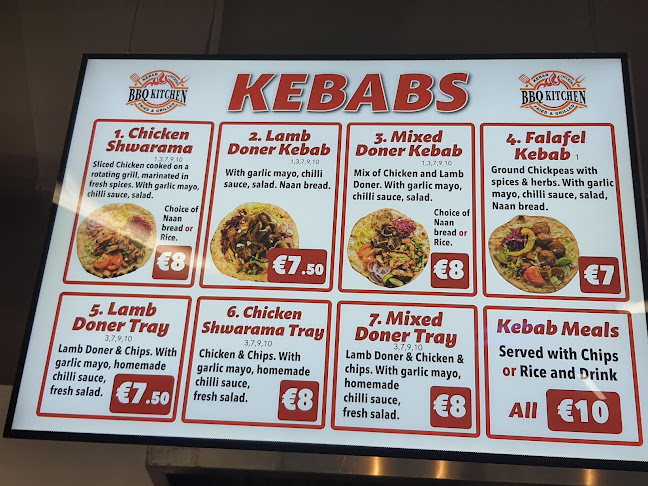 KEBAB CHICKEN
BBQ KITCHEN
FRIED & GRILLED
KEBABS
BBQ KITCHEN
FRIED & GRILLED
1. Chicken
Shwarama
1,3,7,9,10
Sliced Chicken cooked on a
rotating grill, marinated in
fresh spices. With garlic mayo,
chilli sauce, salad.
Choice of
Naan
bread or
Rice.
€8
2. Lamb
Doner Kebab
1,3,7,9,10
With garlic mayo, chilli
sauce, salad. Naan bread.
€7.50
3. Mixed
Doner Kebab
1,3,7,9,10
Mix of Chicken and Lamb
Doner. With garlic mayo,
chilli sauce, salad.
Choice of
Naan
bread or
Rice.
€8
4. Falafel
Kebab 1
Ground Chickpeas with
spices & herbs. With garlic
mayo, chilli sauce, salad,
Naan bread.
€7
5. Lamb
Doner Tray
3,7,9,10
Lamb Doner & Chips. With
garlic mayo, homemade
chilli sauce,
fresh salad.
€7.50
6. Chicken
Shwarama Tray
3,7,9,10
Chicken & Chips. With
garlic mayo, homemade
chilli sauce,
fresh salad.
€8
7. Mixed
Doner Tray
3,7,9,10
Lamb Doner & Chicken &
chips. With garlic mayo,
homemade
chilli sauce,
fresh salad.
€8
Kebab Meals
Served with Chips
or Rice and Drink
All €10